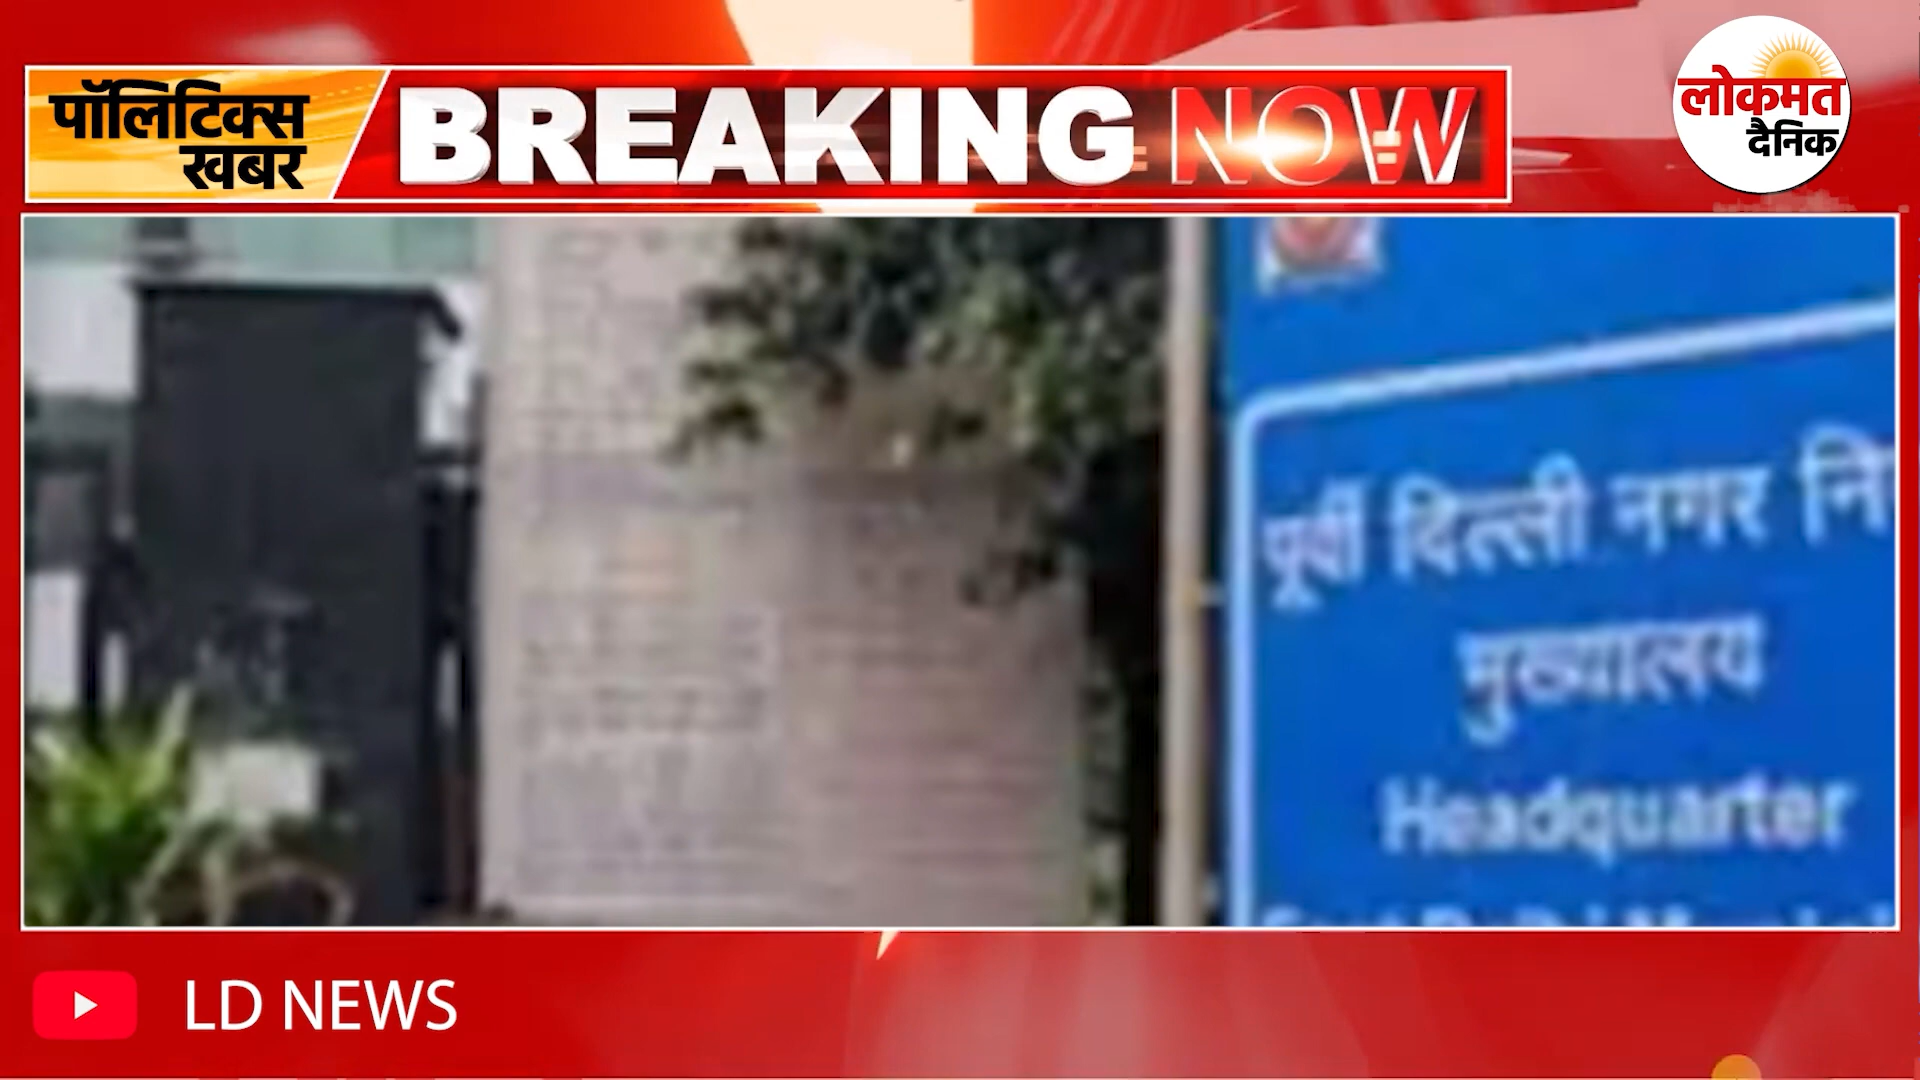 पॉलिटिक्स
खबर
BREAKING NOW
लोकमत
दैनिक
पूर्वी दिल्ली नगर नि
मुख्यालय
Headquarter
LD NEWS